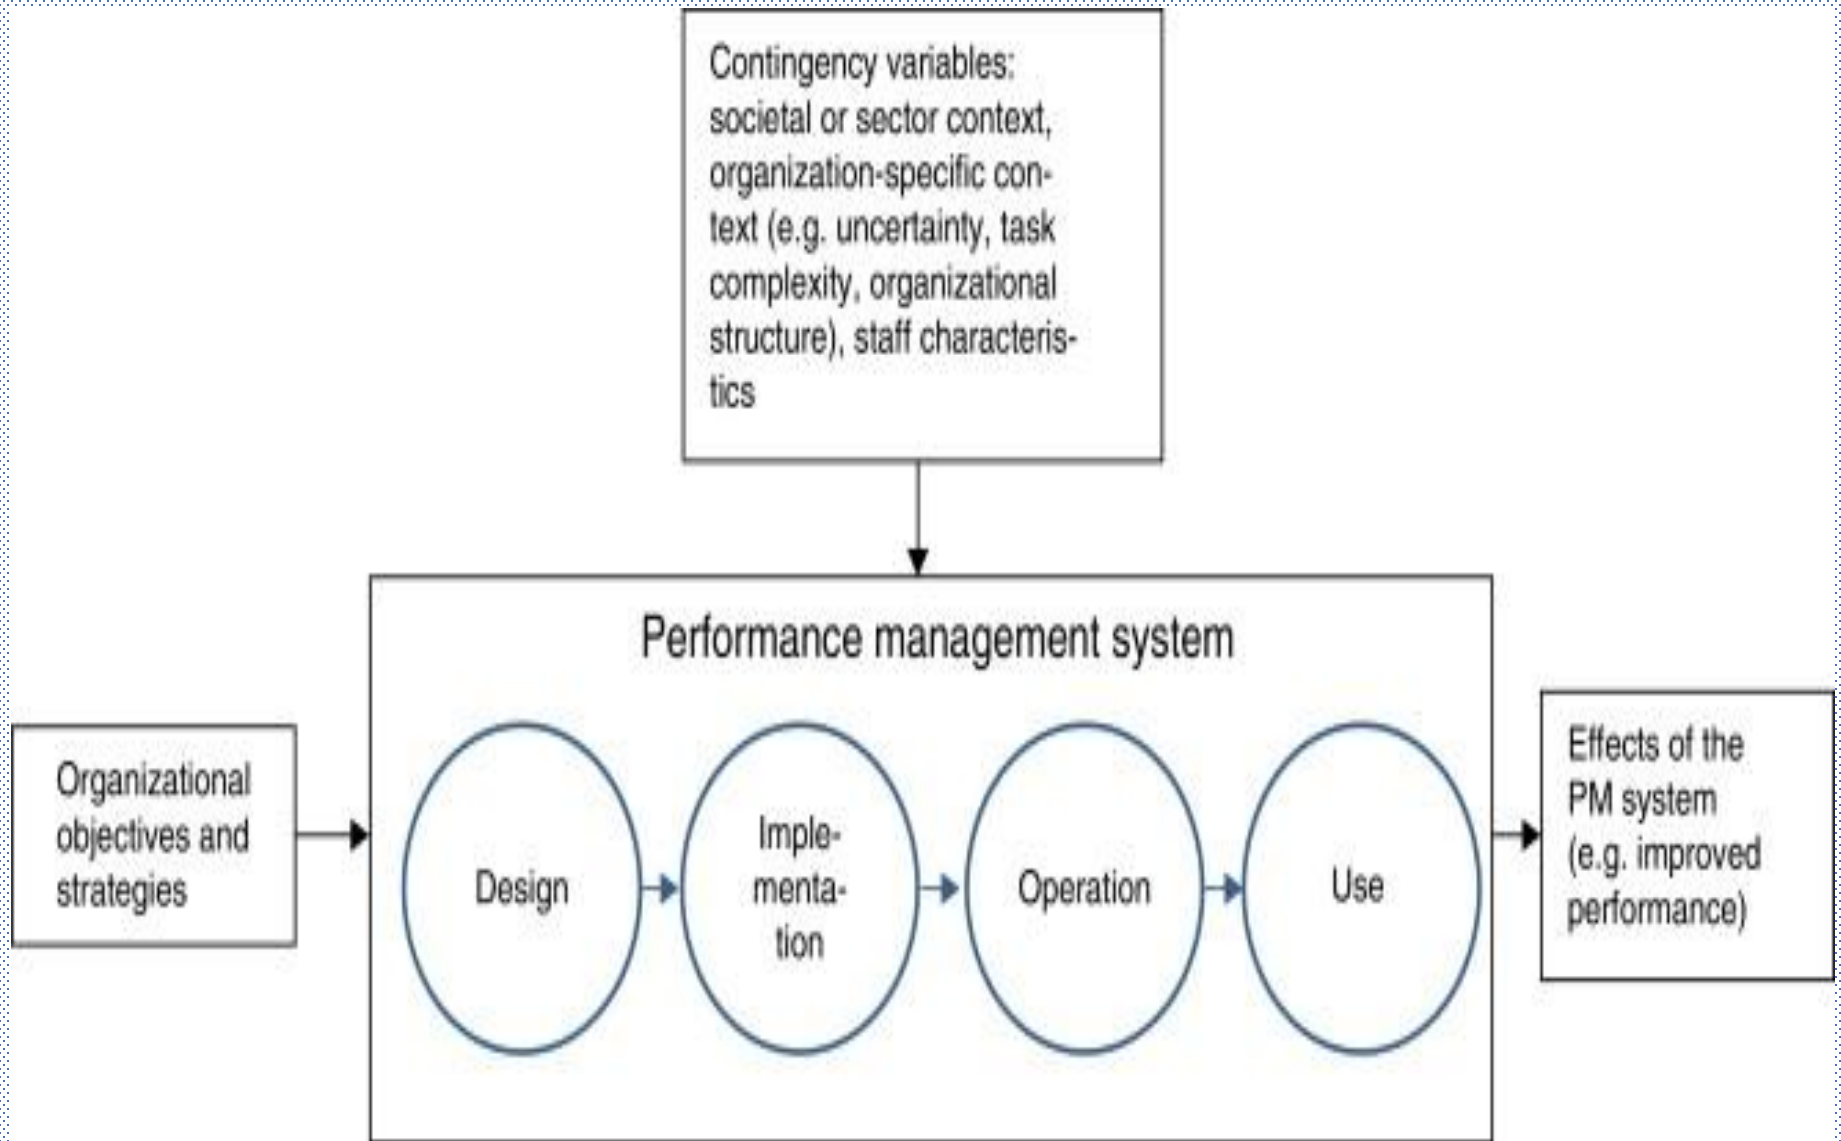 Contingency variables:
societal or sector context,
organization-specific con-
text (e.g. uncertainty, task
complexity, organizational
structure), staff characteris-
tics
Performance management system
Organizational
objectives and
strategies
Design
Imple-
menta-
tion
Operation
Use
Effects of the
PM system
(e.g. improved
performance)